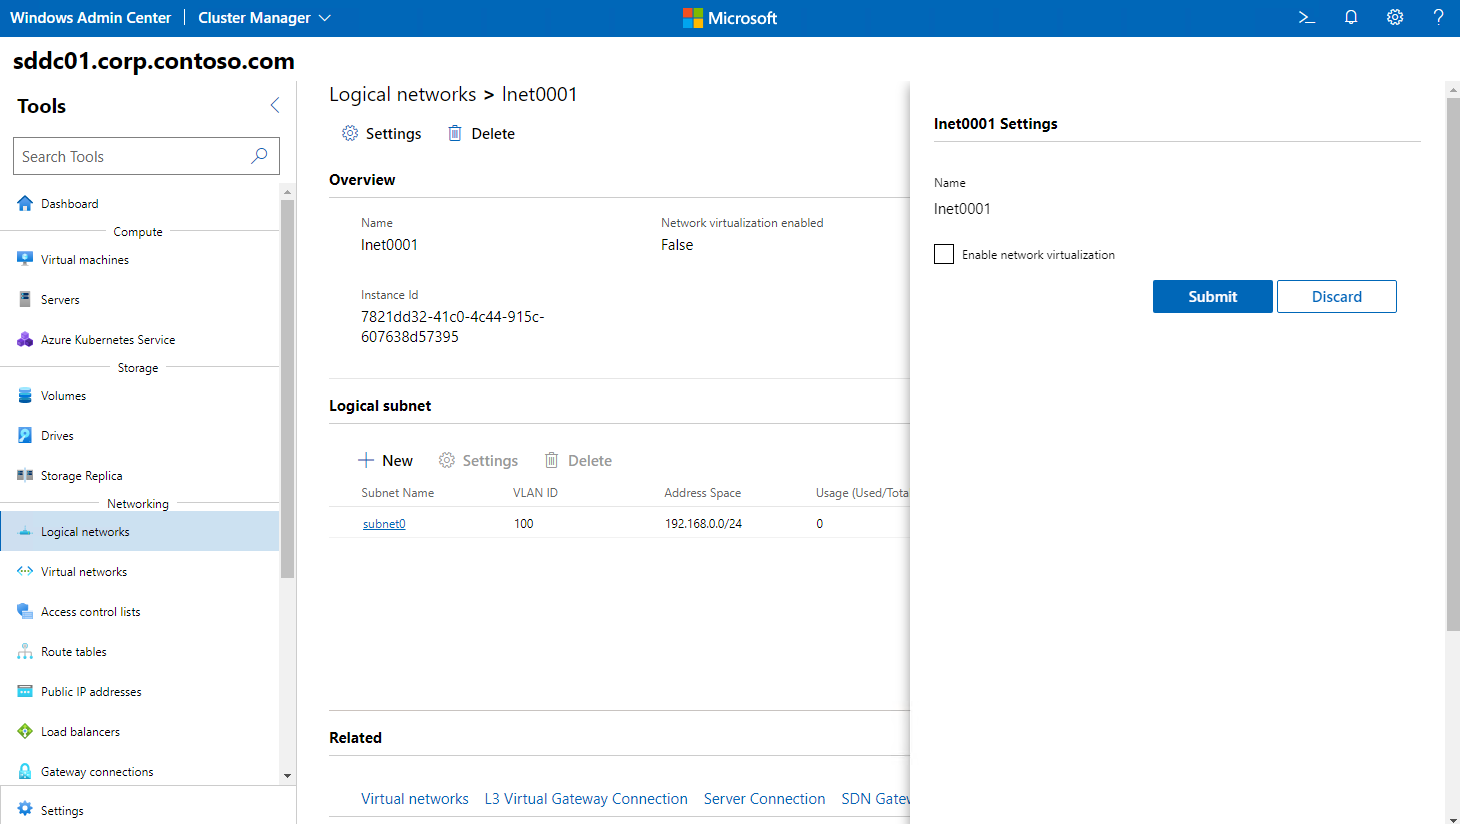 Windows Admin Center | Cluster Manager
Microsoft
>_
?
sddc01.corp.contoso.com
Tools
Search Tools
Dashboard
Compute
Virtual machines
Servers
Azure Kubernetes Service
Storage
Volumes
Drives
Storage Replica
Networking
Logical networks
Virtual networks
Access control lists
Route tables
Public IP addresses
Load balancers
Gateway connections
Settings
Logical networks > lnet0001
Settings
Delete
Overview
Name
lnet0001
Network virtualization enabled
False
Instance Id
7821dd32-41c0-4c44-915c-
607638d57395
Logical subnet
New
Settings
Delete
Subnet Name
VLAN ID
Address Space
Usage (Used/Tota
subnet0
100
192.168.0.0/24
0
Related
Virtual networks
L3 Virtual Gateway Connection
Server Connection
SDN Gatew
lnet0001 Settings
Name
lnet0001
Enable network virtualization
Submit
Discard